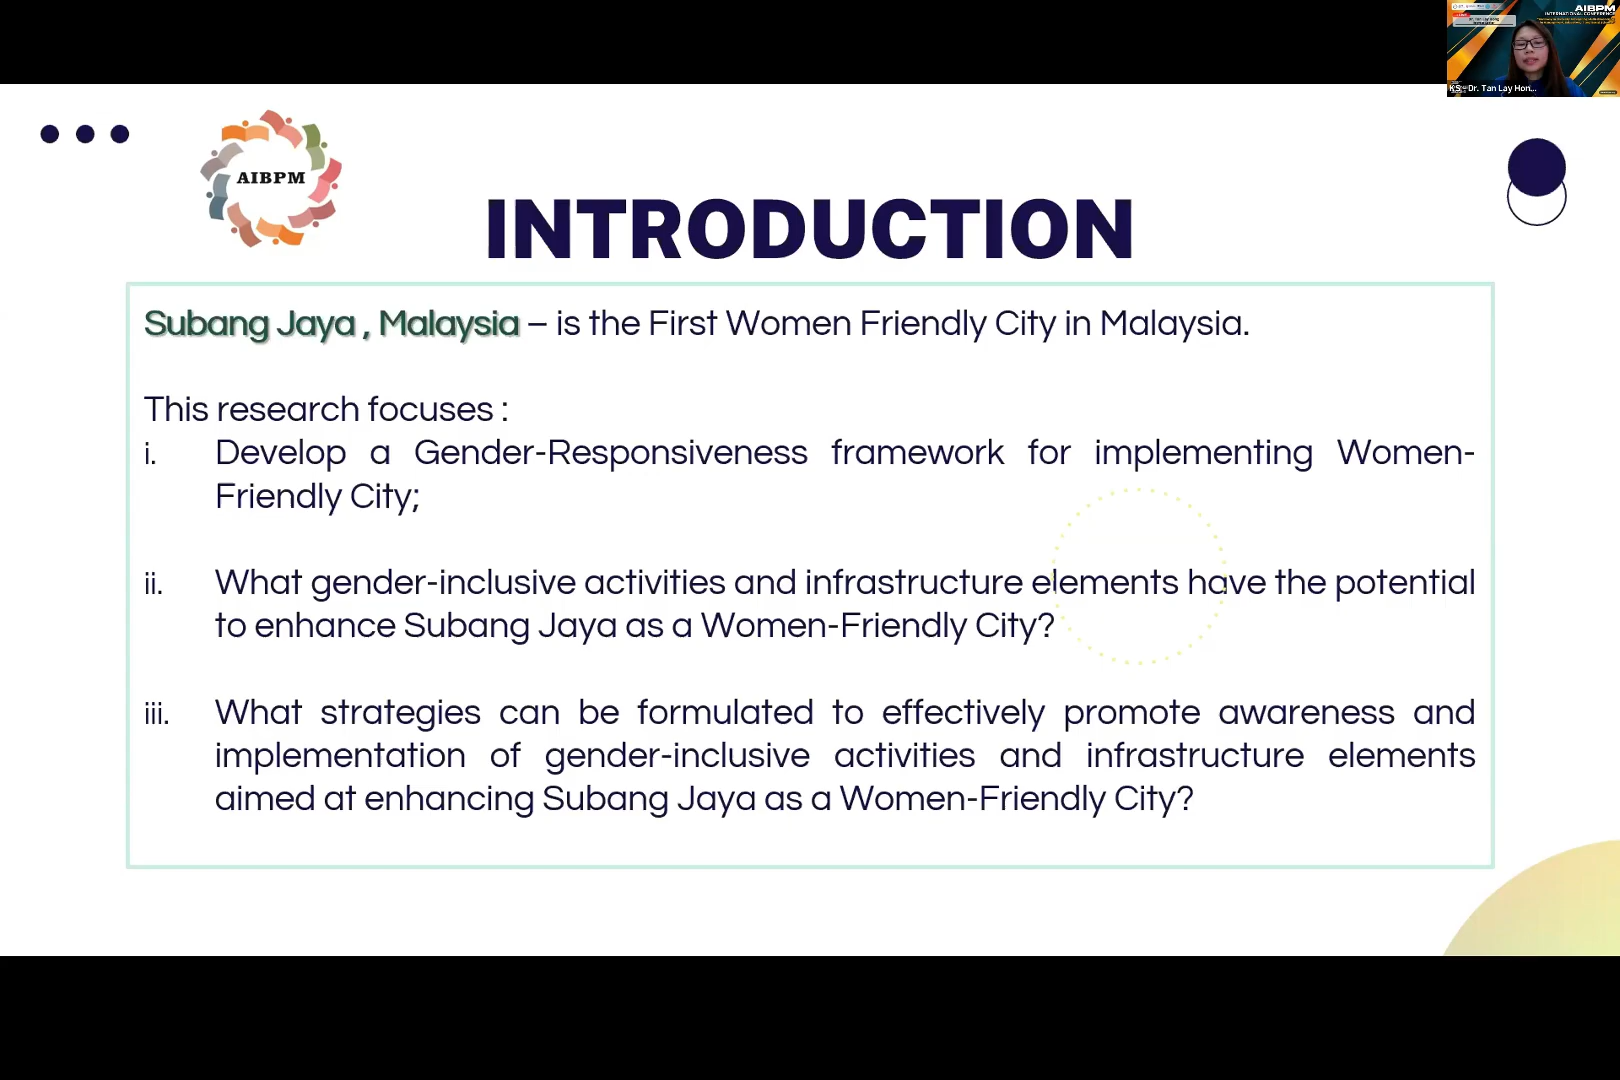 AIBPM
INTERNATIONAL CONFERENCE
KS - Dr. Tan Lay Hon...
AIBPM
INTRODUCTION
Subang Jaya , Malaysia – is the First Women Friendly City in Malaysia.
This research focuses :
i. Develop a Gender-Responsiveness framework for implementing Women-
Friendly City;
ii. What gender-inclusive activities and infrastructure elements have the potential
to enhance Subang Jaya as a Women-Friendly City?
iii. What strategies can be formulated to effectively promote awareness and
implementation of gender-inclusive activities and infrastructure elements
aimed at enhancing Subang Jaya as a Women-Friendly City?